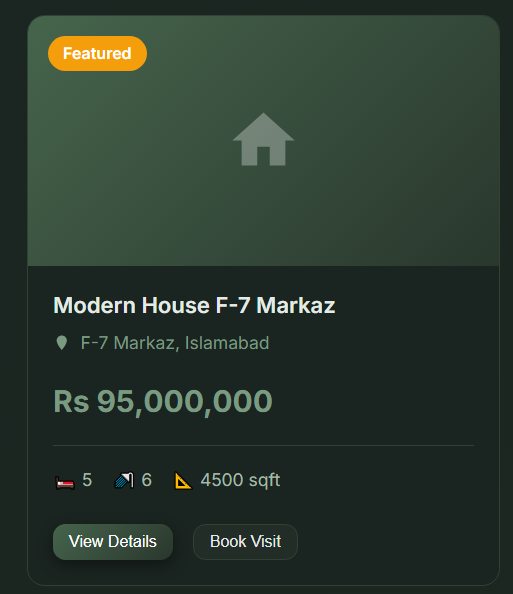 Featured
Modern House F-7 Markaz
F-7 Markaz, Islamabad
Rs 95,000,000
5 6 4500 sqft
View Details Book Visit